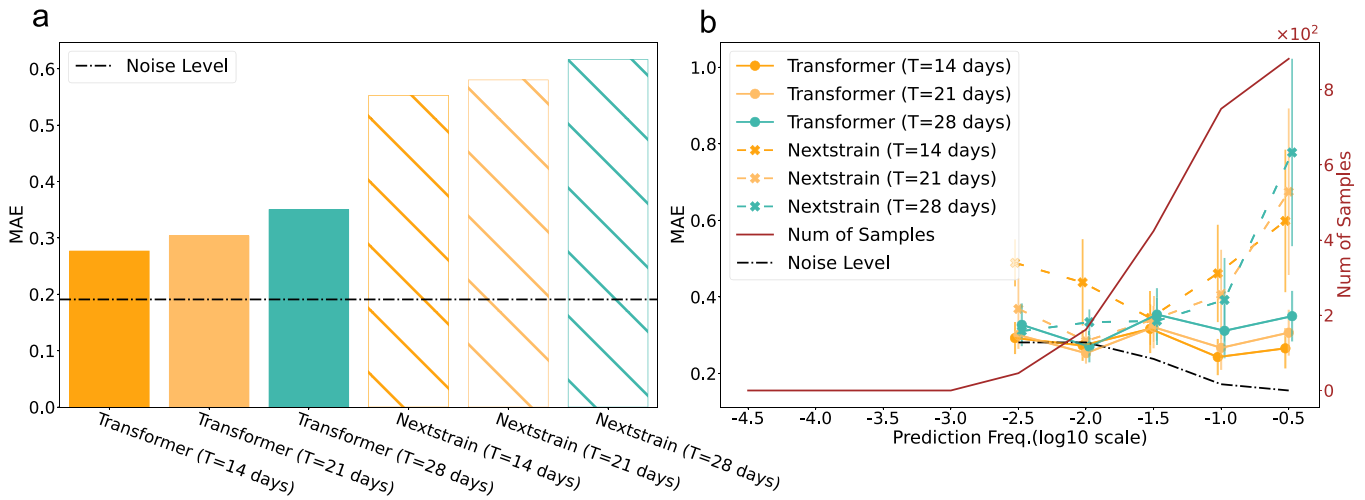 a
Noise Level
MAE
0.6
0.5
0.4
0.3
0.2
0.1
0.0
Transformer (T=14 days)
Transformer (T=21 days)
Transformer (T=28 days)
Nextstrain (T=14 days)
Nextstrain (T=21 days)
Nextstrain (T=28 days)
b
×10²
Transformer (T=14 days)
Transformer (T=21 days)
Transformer (T=28 days)
Nextstrain (T=14 days)
Nextstrain (T=21 days)
Nextstrain (T=28 days)
Num of Samples
Noise Level
MAE
1.0
0.8
0.6
0.4
0.2
8
6
4
2
0
Num of Samples
-4.5 -4.0 -3.5 -3.0 -2.5 -2.0 -1.5 -1.0 -0.5
Prediction Freq.(log10 scale)